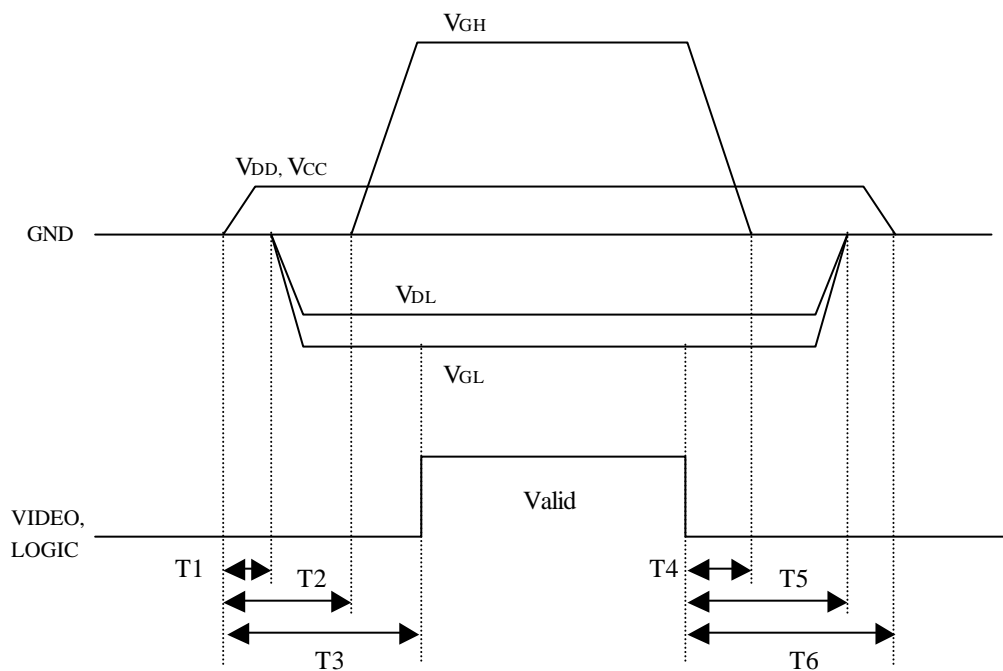 VGH
VDD, VCC
GND
VDL
VGL
Valid
VIDEO,
LOGIC
T1
T2
T3
T4
T5
T6